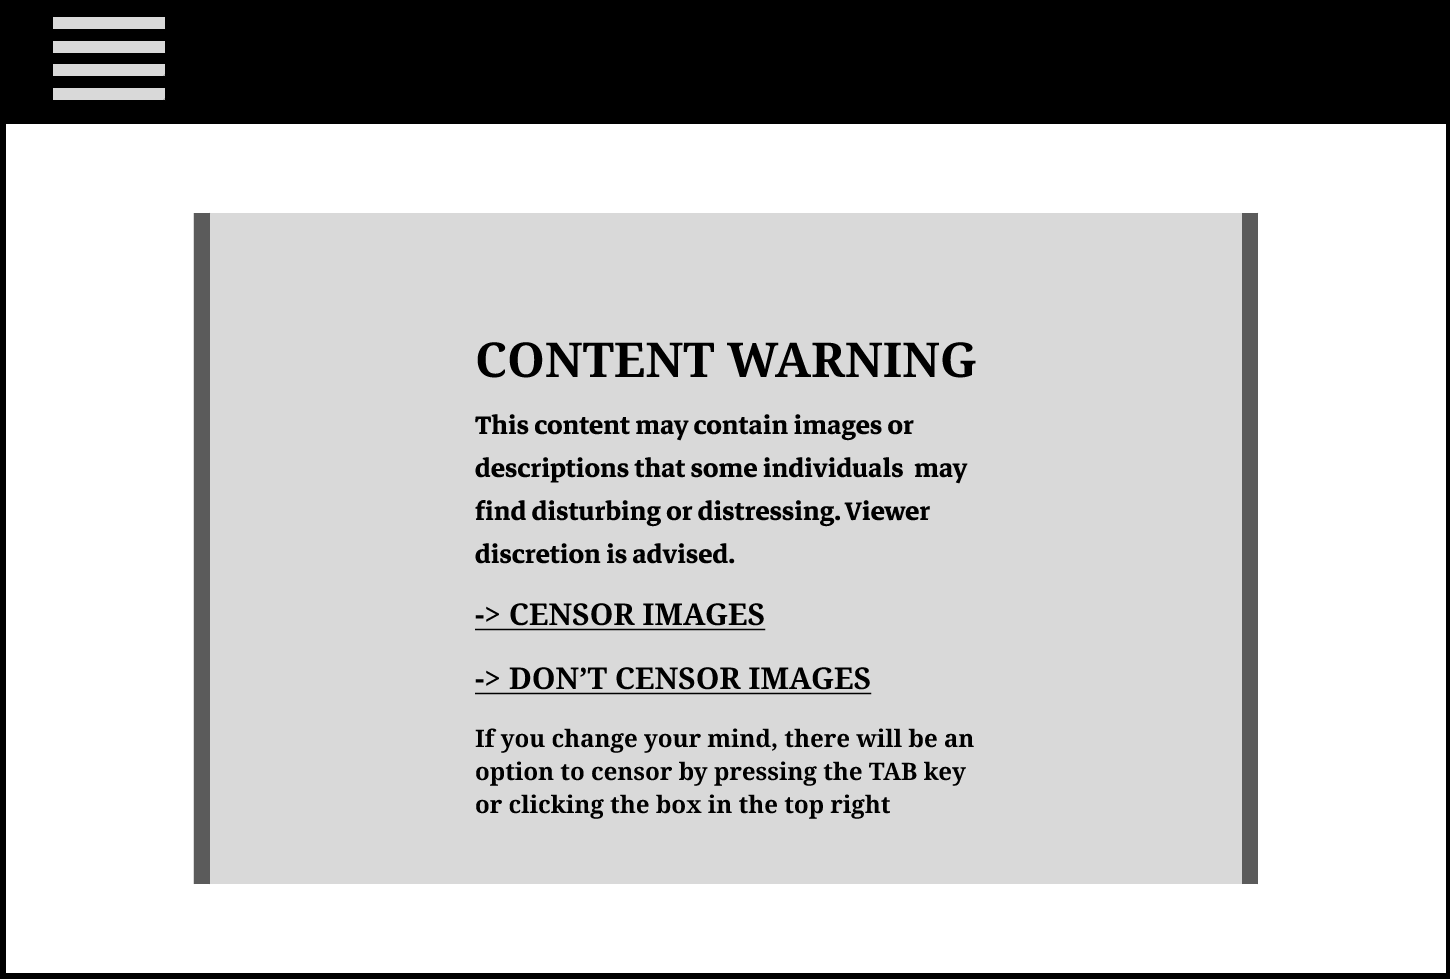 CONTENT WARNING
This content may contain images or
descriptions that some individuals  may
find disturbing or distressing. Viewer
discretion is advised.
-> CENSOR IMAGES
-> DON’T CENSOR IMAGES
If you change your mind, there will be an
option to censor by pressing the TAB key
or clicking the box in the top right